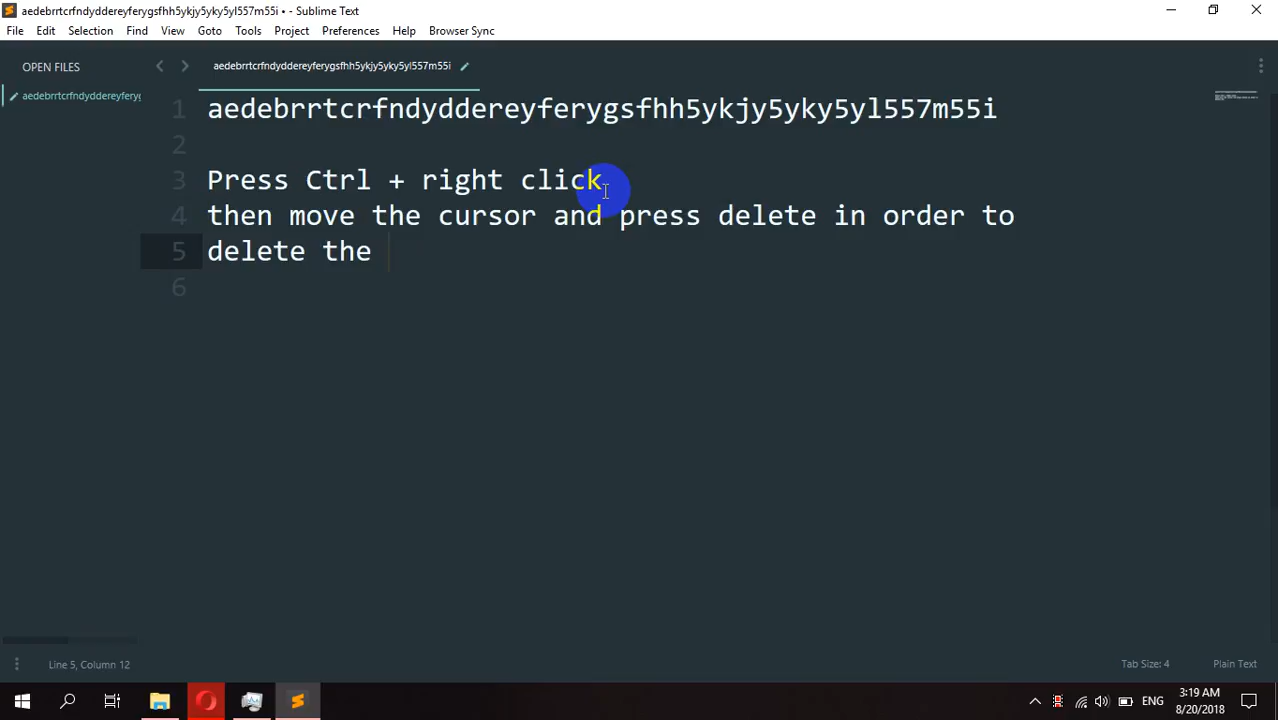 aedebrrtcrfndyddereyferygsfhh5ykjy5yky5yl557m55i • - Sublime Text
File Edit Selection Find View Goto Tools Project Preferences Help Browser Sync
OPEN FILES
aedebrrtcrfndyddereyferyg
aedebrrtcrfndyddereyferygsfhh5ykjy5yky5yl557m55i
1 aedebrrtcrfndyddereyferygsfhh5ykjy5yky5yl557m55i
2
3 Press Ctrl + right click
4 then move the cursor and press delete in order to
5 delete the
6
Line 5, Column 12
Tab Size: 4
Plain Text
ENG
3:19 AM
8/20/2018